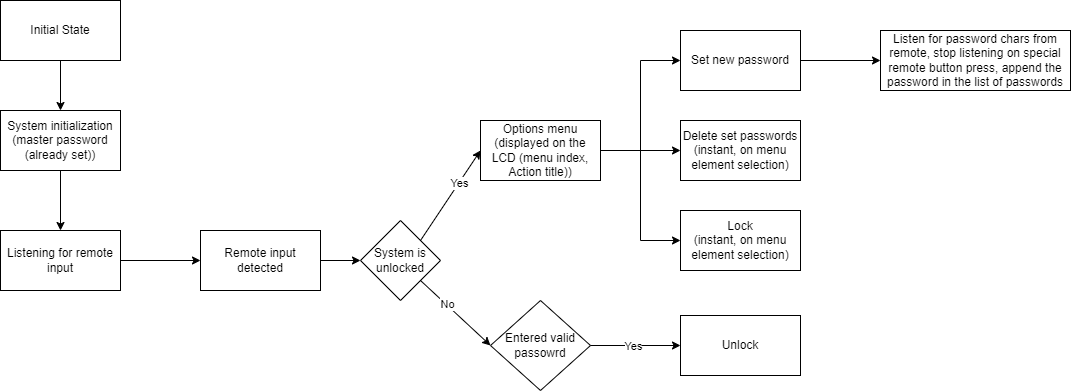 Initial State
System initialization
(master password
(already set))
Listening for remote
input
Remote input
detected
System is
unlocked
Yes
No
Options menu
(displayed on the
LCD (menu index,
Action title))
Set new password
Listen for password chars from
remote, stop listening on special
remote button press, append the
password in the list of passwords
Delete set passwords
(instant, on menu
element selection)
Lock
(instant, on menu
element selection)
Entered valid
passowrd
Yes
Unlock